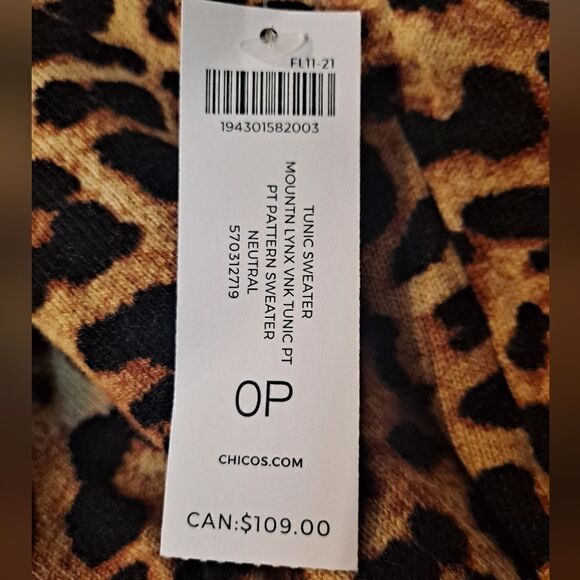 FL11-21
194301582003
TUNIC SWEATER
MOUNTN LYNX VNK TUNIC PT
PT PATTERN SWEATER
NEUTRAL
570312719
0P
CHICOS.COM
CAN:$109.00